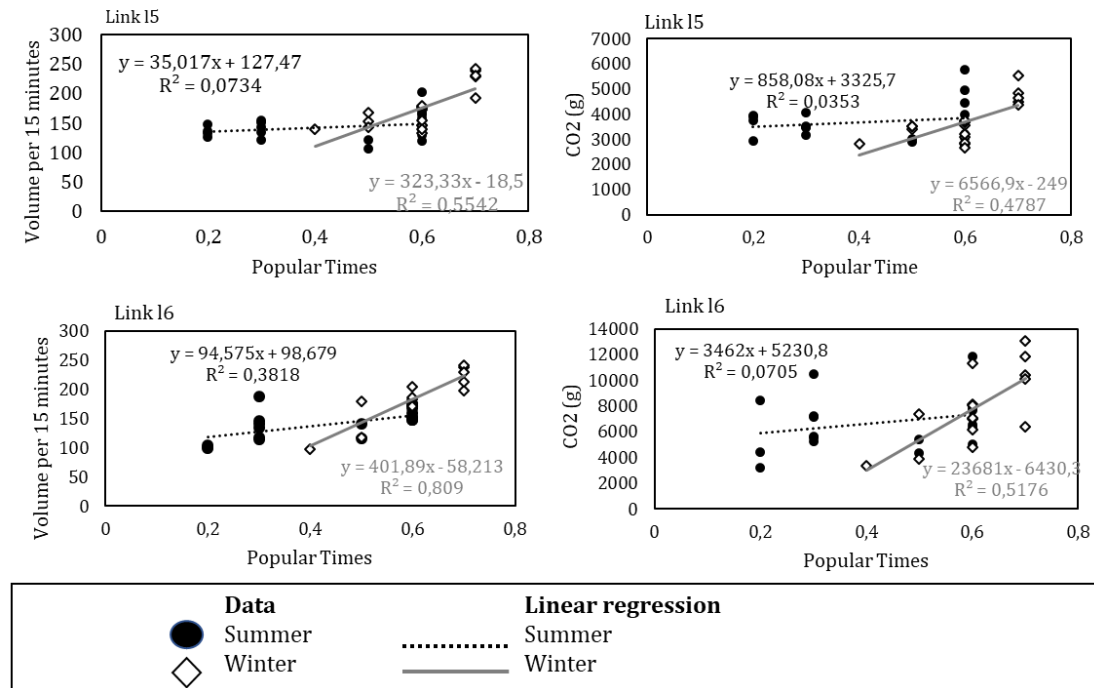 Link l5
300
250
200
150
100
50
0
y = 35,017x + 127,47
R² = 0,0734
y = 323,33x - 18,5
R² = 0,5542
0 0,2 0,4 0,6 0,8
Volume per 15 minutes
Popular Times
Link l5
7000
6000
5000
4000
3000
2000
1000
0
y = 858,08x + 3325,7
R² = 0,0353
y = 6566,9x - 249
R² = 0,4787
0 0,2 0,4 0,6 0,8
CO2 (g)
Popular Time
Link l6
300
250
200
150
100
50
0
y = 94,575x + 98,679
R² = 0,3818
y = 401,89x - 58,213
R² = 0,809
0 0,2 0,4 0,6 0,8
Volume per 15 minutes
Popular Times
Link l6
14000
12000
10000
8000
6000
4000
2000
0
y = 3462x + 5230,8
R² = 0,0705
y = 23681x - 6430,3
R² = 0,5176
0 0,2 0,4 0,6 0,8
CO2 (g)
Popular Times
Data Linear regression
Summer Summer
Winter Winter